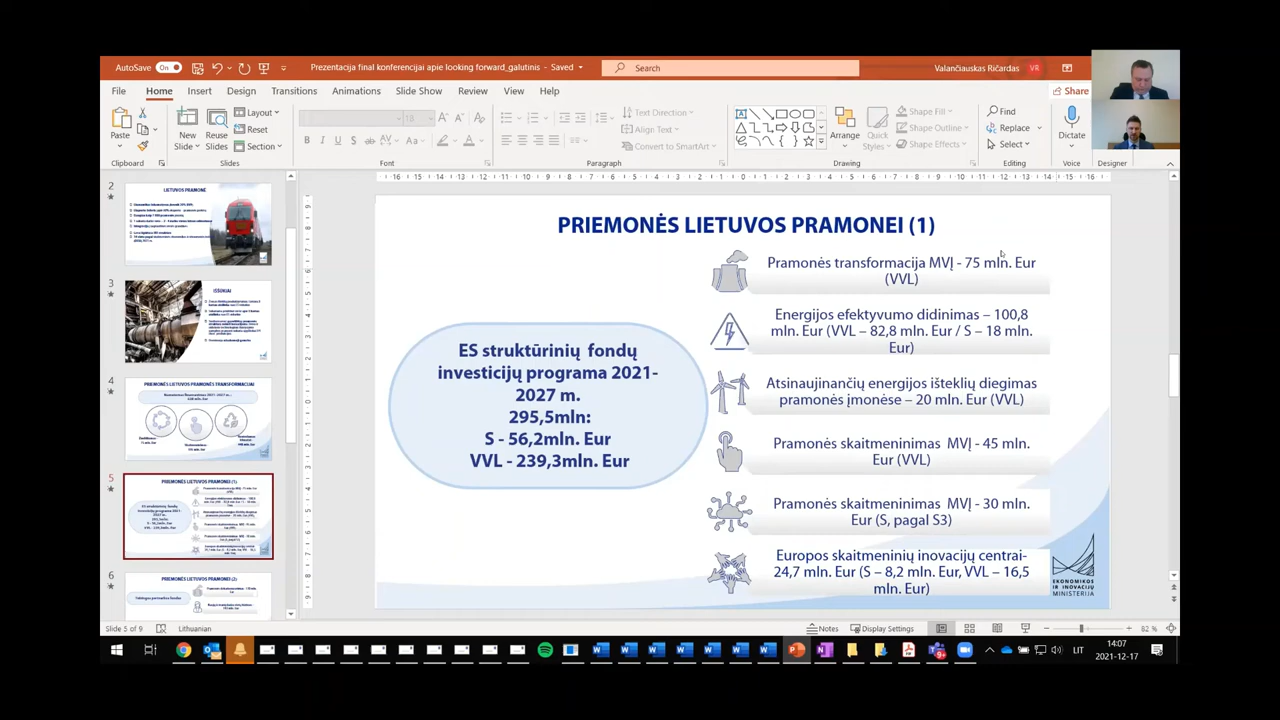 AutoSave On
Prezentacija final konferencijai apie looking forward_galutinis - Saved
Search
Valančiauskas Ričardas VR
File Home Insert Design Transitions Animations Slide Show Review View Help
Share
Paste
New Slide
Reuse Slides
Layout
Reset
Section
Text Direction
Align Text
Convert to SmartArt
Arrange
Quick Styles
Shape Fill
Shape Outline
Shape Effects
Find
Replace
Select
Dictate
Clipboard Slides Font Paragraph Drawing Editing Voice Designer
2
LIETUVOS PRAMONĖ
3
IŠŠŪKIAI
4
PRIEMONĖS LIETUVOS PRAMONĖS TRANSFORMACIJAI
5
PRIEMONĖS LIETUVOS PRAMONEI (1)
6
PRIEMONĖS LIETUVOS PRAMONEI (2)
PRIEMONĖS LIETUVOS PRAMONEI (1)
ES struktūrinių fondų
investicijų programa 2021-
2027 m.
295,5mln:
S - 56,2mln. Eur
VVL - 239,3mln. Eur
Pramonės transformacija MVĮ - 75 mln. Eur
(VVL)
Energijos efektyvumo didinimas – 100,8
mln. Eur (VVL – 82,8 mln. Eur, S – 18 mln.
Eur)
Atsinaujinančių energijos išteklių diegimas
pramonės įmonėse – 20 mln. Eur (VVL)
Pramonės skaitmeninimas MVĮ - 45 mln.
Eur (VVL)
Pramonės skaitmeninimas MVĮ - 30 mln.
Eur (S, pagal S3)
Europos skaitmeninių inovacijų centrai-
24,7 mln. Eur (S – 8,2 mln. Eur, VVL – 16,5
mln. Eur)
EKONOMIKOS
IR INOVACIJŲ
MINISTERIJA
Slide 5 of 9
Lithuanian
Notes
Display Settings
82 %
LIT
14:07
2021-12-17